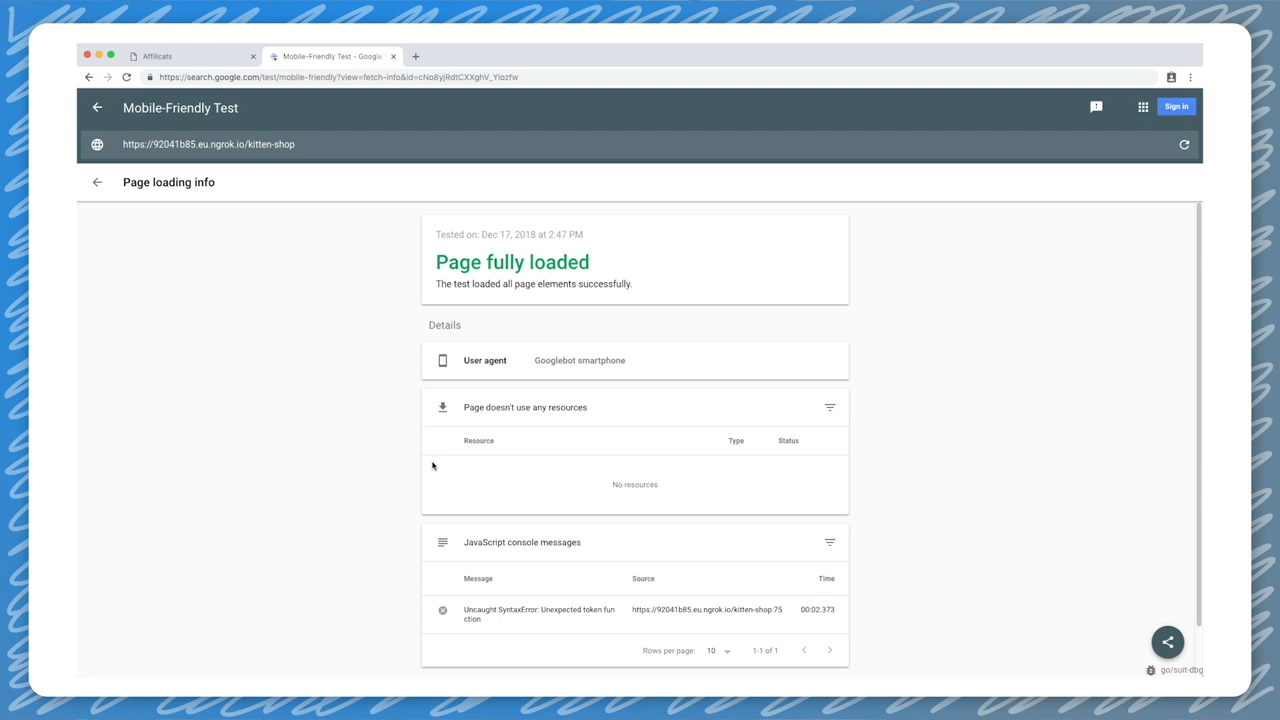 Affilicats
Mobile-Friendly Test - Google
https://search.google.com/test/mobile-friendly?view=fetch-info&id=cNo8yjRdtCXXghV_Yiozfw
Mobile-Friendly Test
Sign in
https://92041b85.eu.ngrok.io/kitten-shop
Page loading info
Tested on: Dec 17, 2018 at 2:47 PM
Page fully loaded
The test loaded all page elements successfully.
Details
User agent Googlebot smartphone
Page doesn't use any resources
Resource Type Status
No resources
JavaScript console messages
Message Source Time
Uncaught SyntaxError: Unexpected token fun https://92041b85.eu.ngrok.io/kitten-shop:75 00:02.373
ction
Rows per page: 10 1-1 of 1
go/suit-dbg